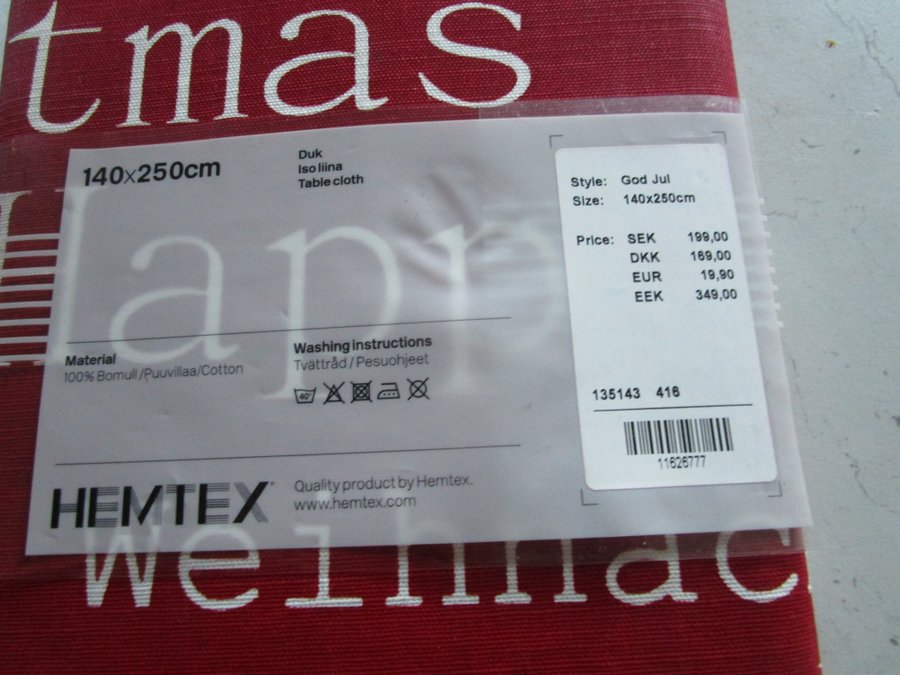 tmas
140x250cm
Duk
Iso liina
Table cloth
Happ
Material
100% Bomull/Puuvillaa/Cotton
Washing instructions
Tvättråd / Pesuohjeet
40°
HEMTEX
Quality product by Hemtex.
www.hemtex.com
Style: God Jul
Size: 140x250cm
Price: SEK 199,00
DKK 169,00
EUR 19,90
EEK 349,00
135143 416
11626777
Weihnac